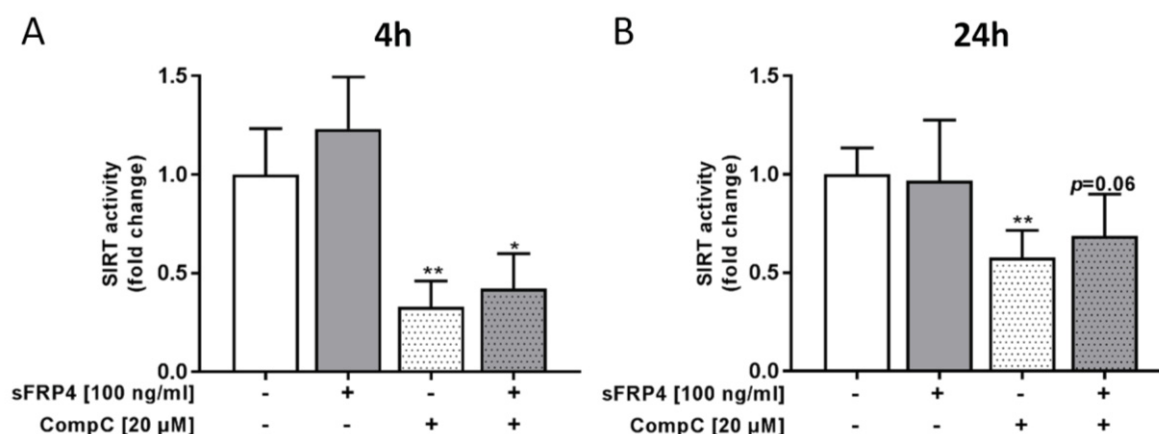 A
4h
SIRT activity
(fold change)
1.5
1.0
0.5
0.0
**
*
sFRP4 [100 ng/ml]
- + - +
CompC [20 µM]
- - + +
B
24h
SIRT activity
(fold change)
1.5
1.0
0.5
0.0
**
p=0.06
sFRP4 [100 ng/ml]
- + - +
CompC [20 µM]
- - + +